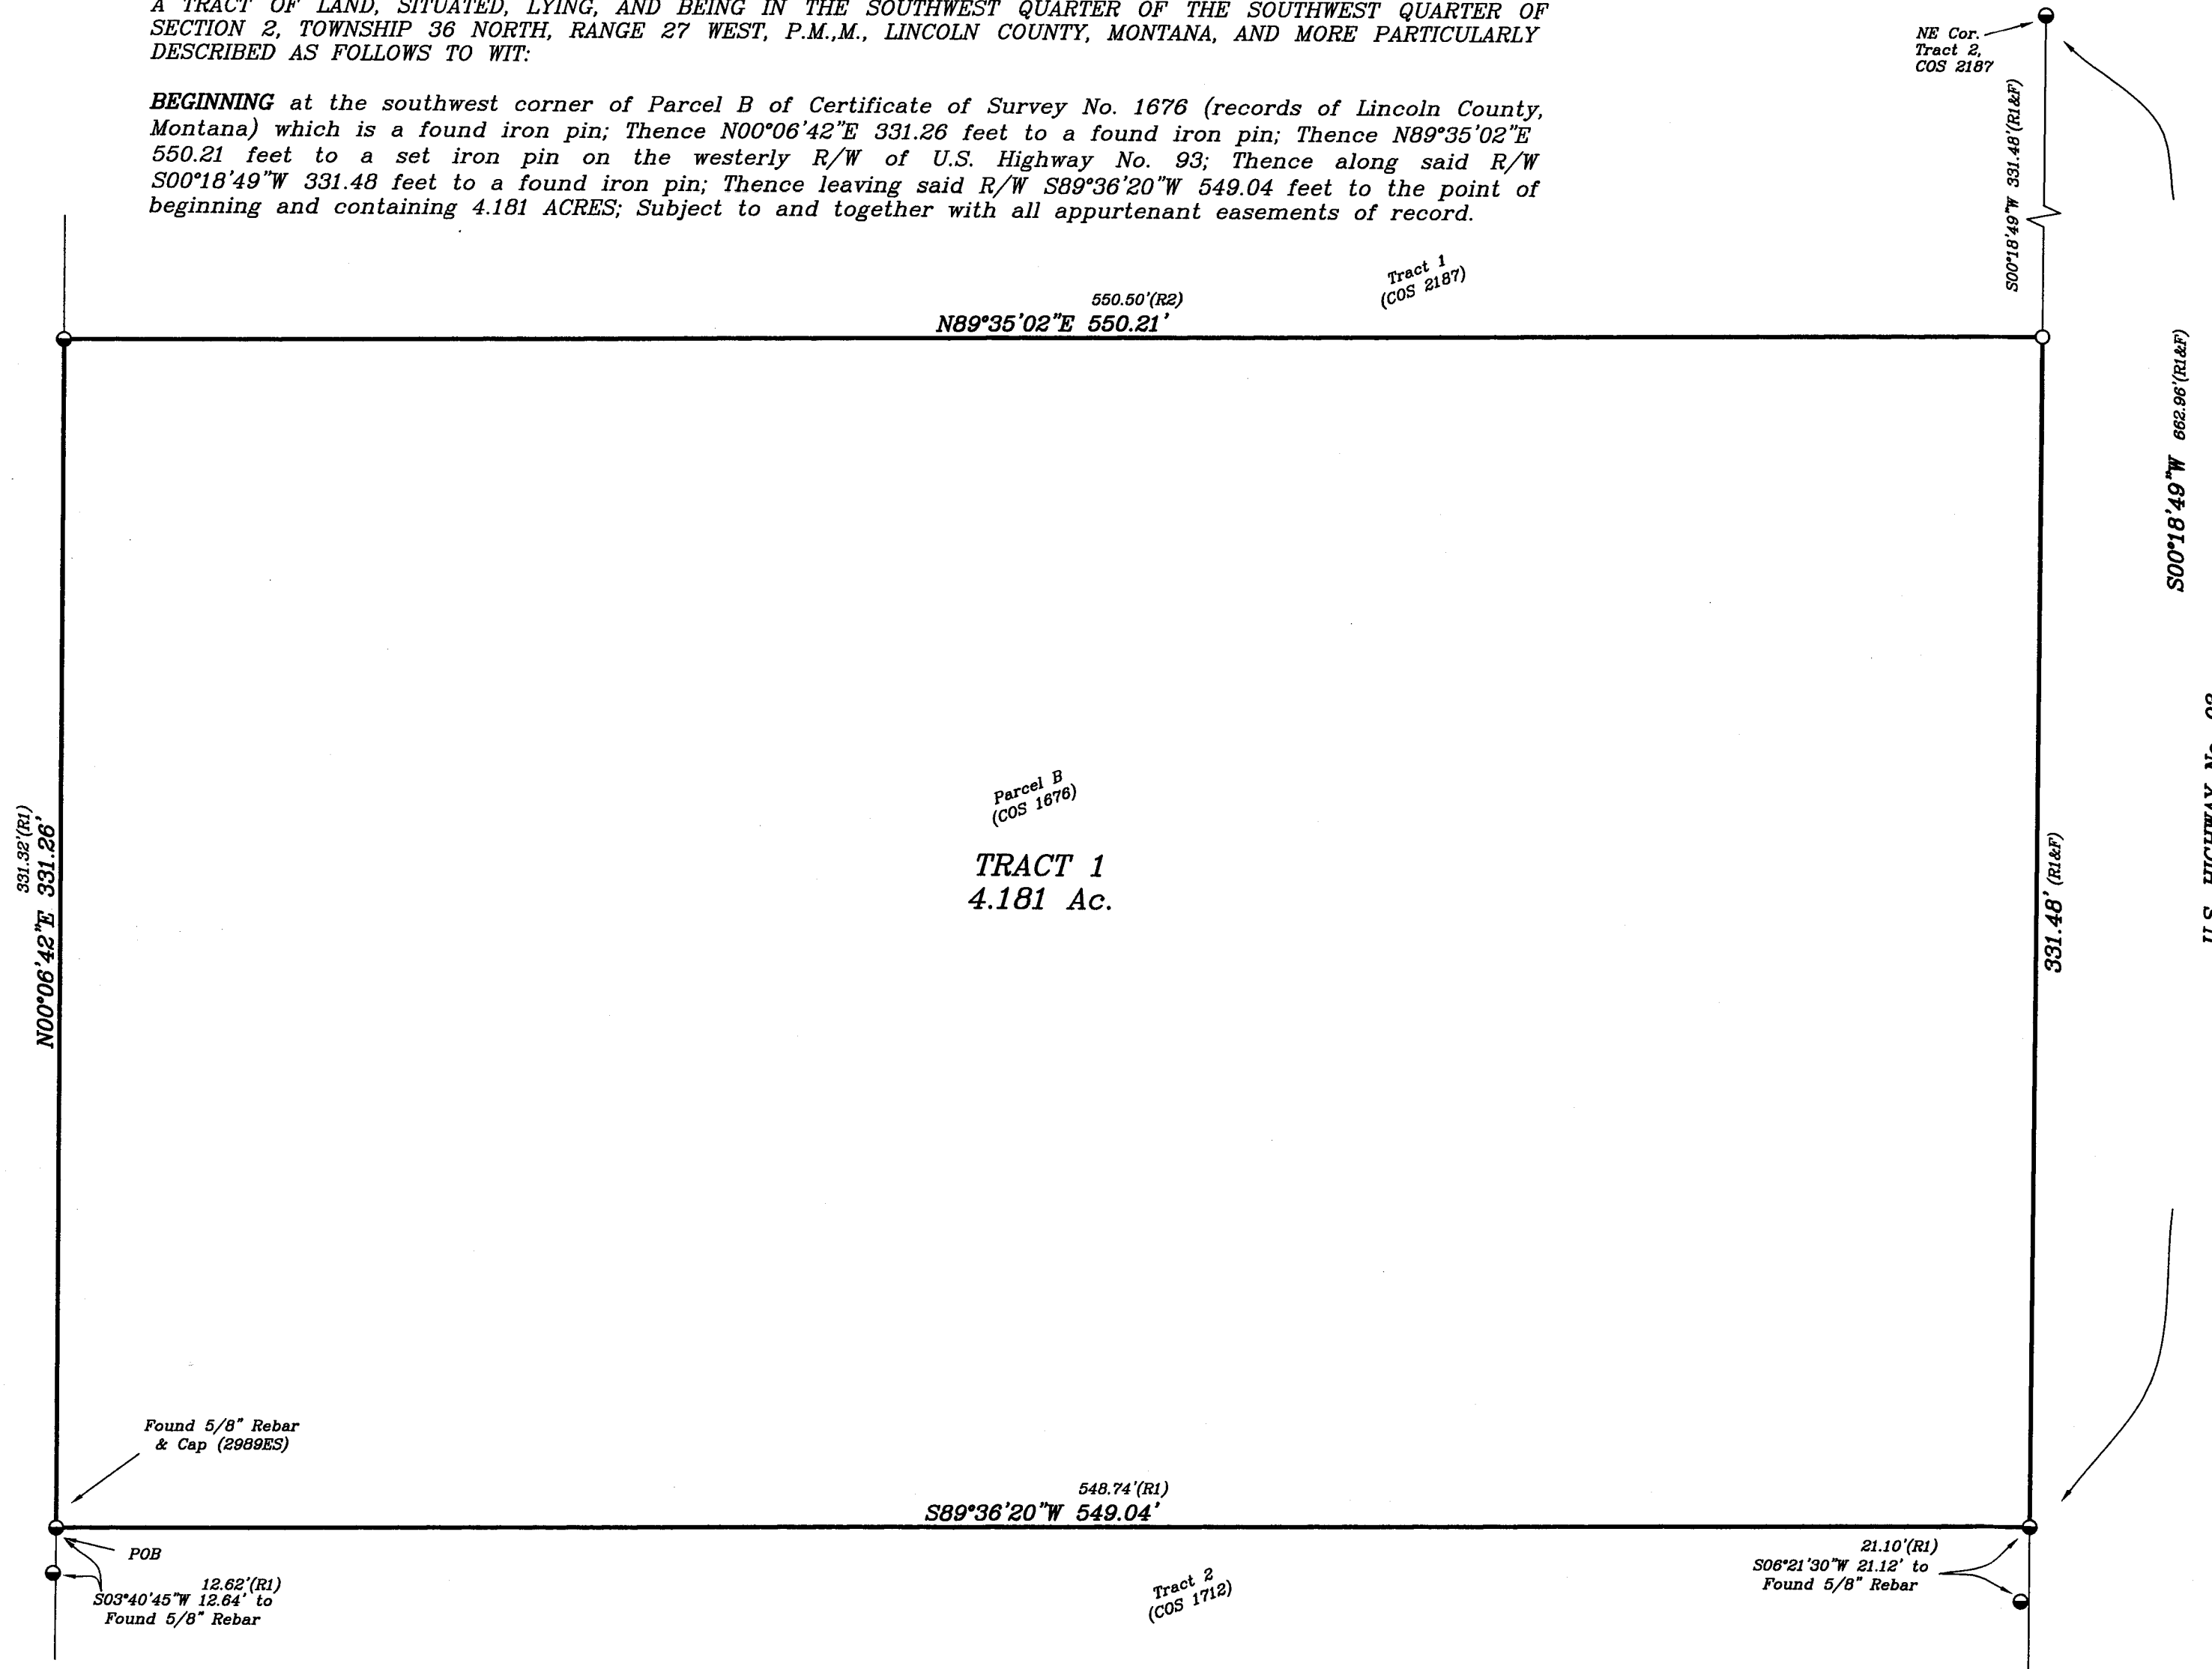 A TRACT OF LAND, SITUATED, LYING, AND BEING IN THE SOUTHWEST QUARTER OF THE SOUTHWEST QUARTER OF
SECTION 2, TOWNSHIP 36 NORTH, RANGE 27 WEST, P.M.,M., LINCOLN COUNTY, MONTANA, AND MORE PARTICULARLY
DESCRIBED AS FOLLOWS TO WIT:
BEGINNING at the southwest corner of Parcel B of Certificate of Survey No. 1676 (records of Lincoln County,
Montana) which is a found iron pin; Thence N00°06'42"E 331.26 feet to a found iron pin; Thence N89°35'02"E
550.21 feet to a set iron pin on the westerly R/W of U.S. Highway No. 93; Thence along said R/W
S00°18'49"W 331.48 feet to a found iron pin; Thence leaving said R/W S89°36'20"W 549.04 feet to the point of
beginning and containing 4.181 ACRES; Subject to and together with all appurtenant easements of record.
NE Cor.
Tract 2,
COS 2187
S00°18'49"W 331.48'(R1&F)
Tract 1
(COS 2187)
550.50'(R2)
N89°35'02"E 550.21'
S00°18'49"W 662.96'(R1&F)
U.S. HIGHWAY No. 93
331.32'(R1)
N00°06'42"E 331.26'
Parcel B
(COS 1676)
TRACT 1
4.181 Ac.
331.48' (R1&F)
Found 5/8" Rebar
& Cap (2989ES)
548.74'(R1)
S89°36'20"W 549.04'
POB
12.62'(R1)
S03°40'45"W 12.64' to
Found 5/8" Rebar
Tract 2
(COS 1712)
21.10'(R1)
S06°21'30"W 21.12' to
Found 5/8" Rebar